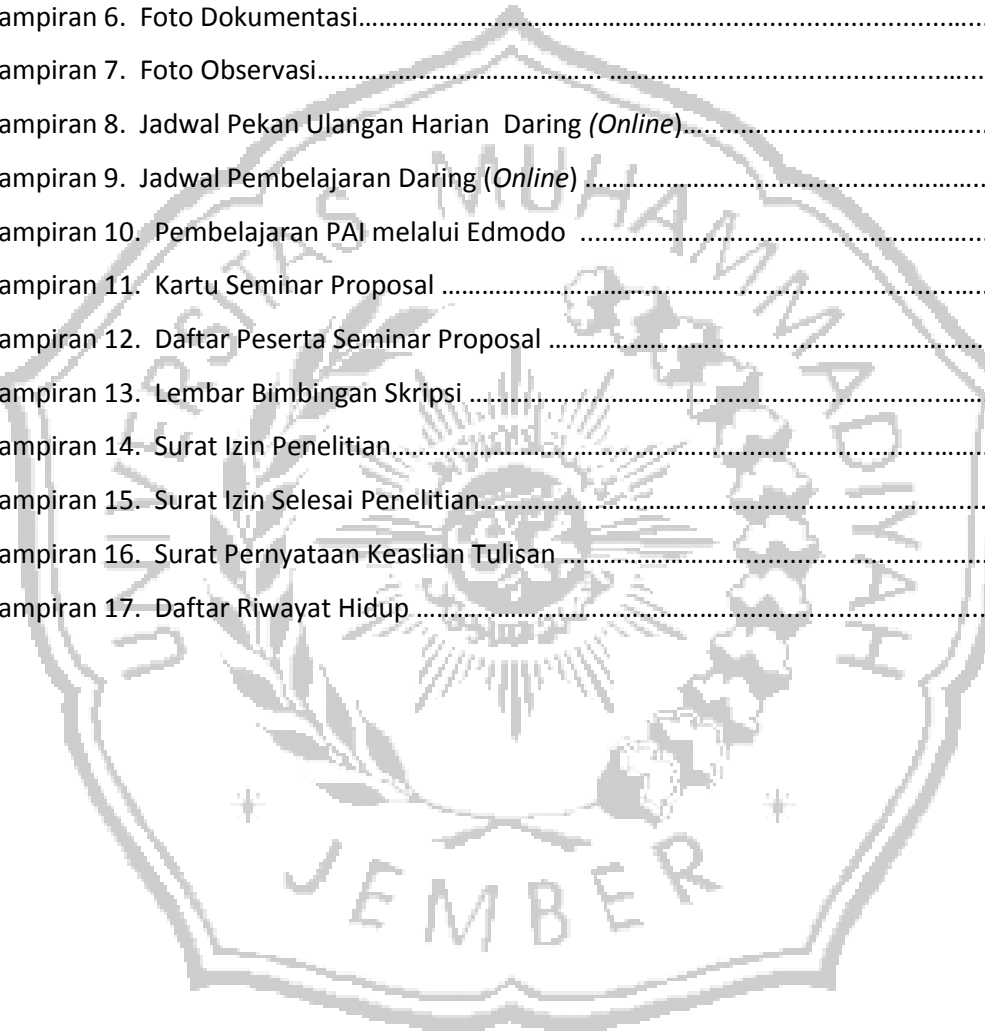 ampiran 6. Foto Dokumentasi.......................................................................................
ampiran 7. Foto Observasi.............................................................................................
ampiran 8. Jadwal Pekan Ulangan Harian Daring (Online)............................................
ampiran 9. Jadwal Pembelajaran Daring (Online) .........................................................
ampiran 10. Pembelajaran PAI melalui Edmodo ..........................................................
ampiran 11. Kartu Seminar Proposal ............................................................................
ampiran 12. Daftar Peserta Seminar Proposal ..............................................................
ampiran 13. Lembar Bimbingan Skripsi ........................................................................
ampiran 14. Surat Izin Penelitian..................................................................................
ampiran 15. Surat Izin Selesai Penelitian......................................................................
ampiran 16. Surat Pernyataan Keaslian Tulisan ............................................................
ampiran 17. Daftar Riwayat Hidup ...............................................................................
UNIVERSITAS MUHAMMADIYAH
JEMBER